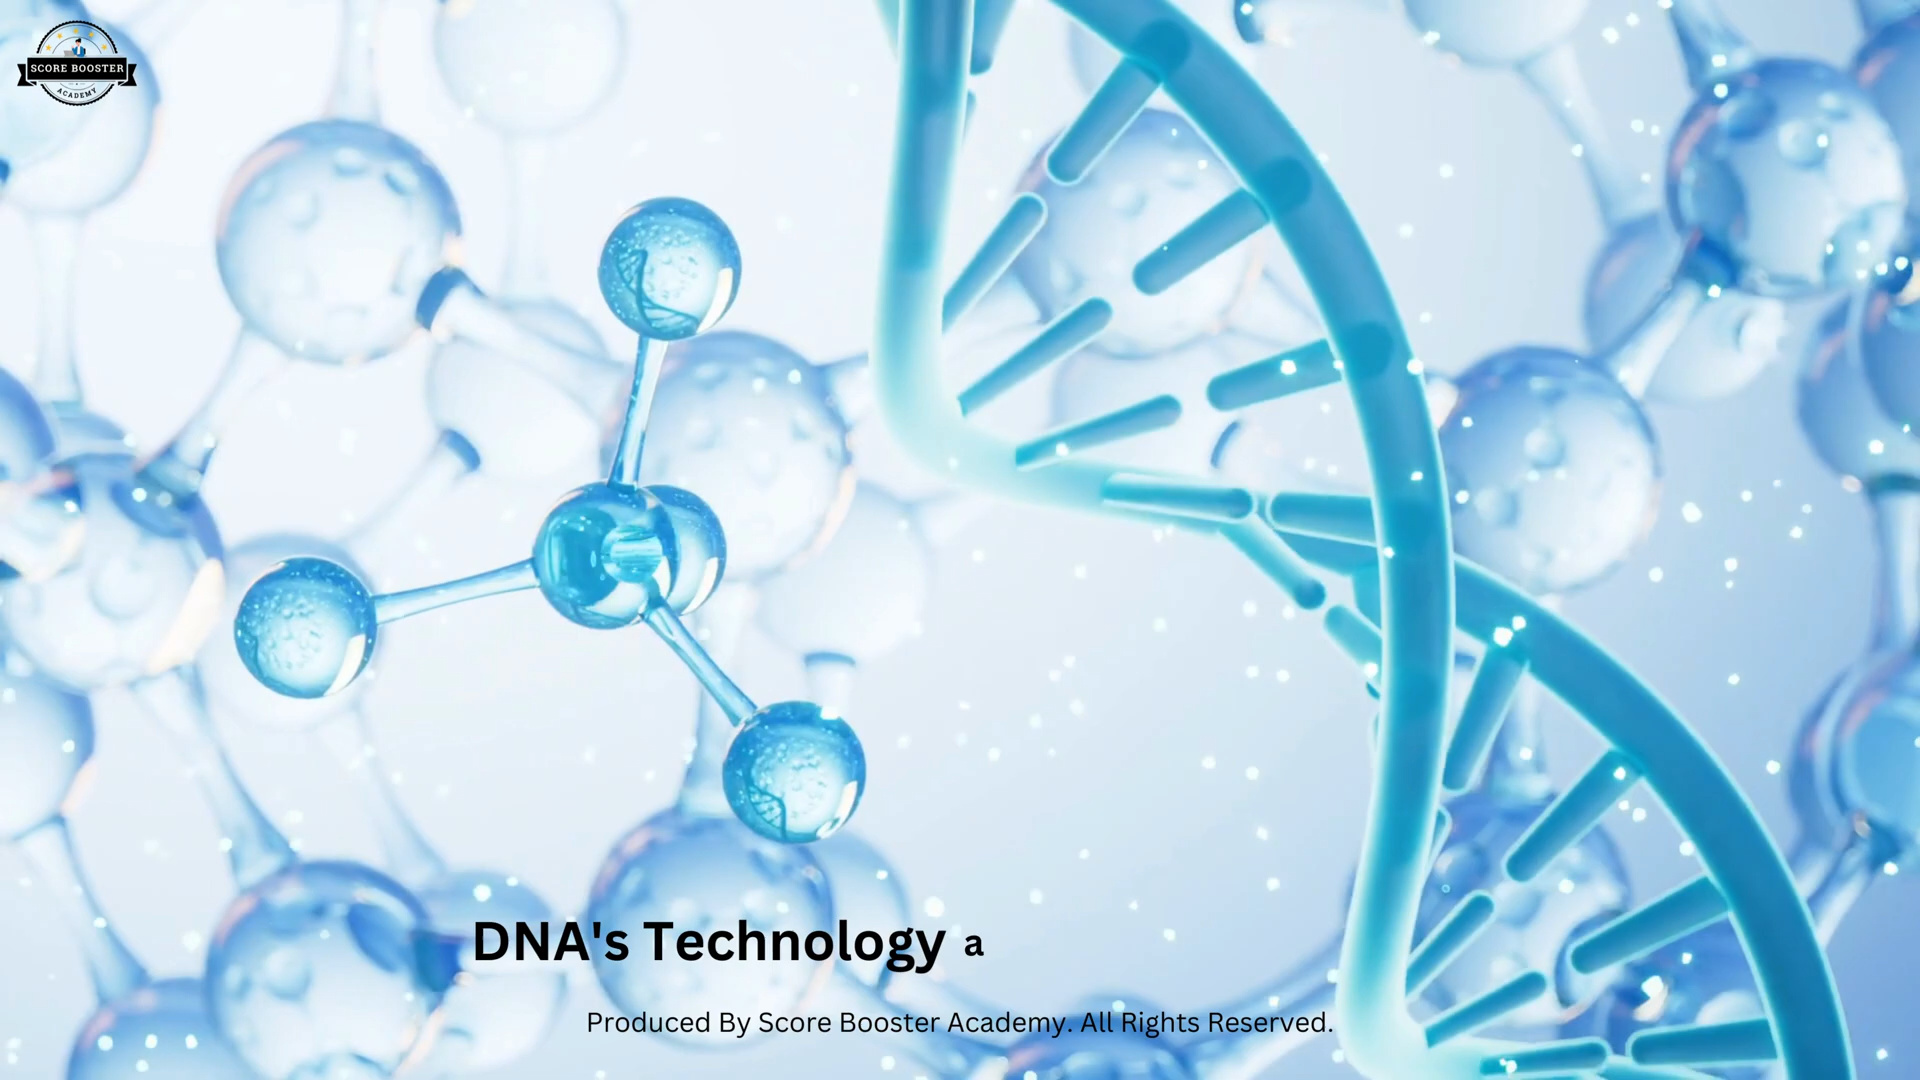 SCORE BOOSTER
ACADEMY
DNA's Technology a
Produced By Score Booster Academy. All Rights Reserved.